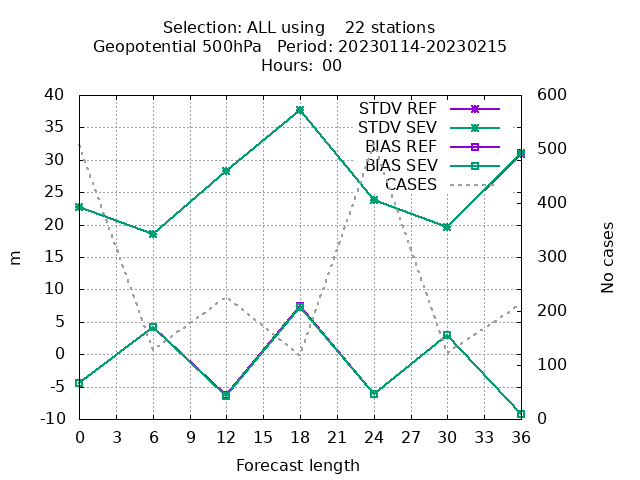 Selection: ALL using    22 stations
Geopotential 500hPa   Period: 20230114-20230215
Hours: 00
40 600
35
30 500
25
20 400
15 300
10
5 200
0
-5 100
-10 0
STDV REF
STDV SEV
BIAS REF
BIAS SEV
CASES
m
No cases
0 3 6 9 12 15 18 21 24 27 30 33 36
Forecast length